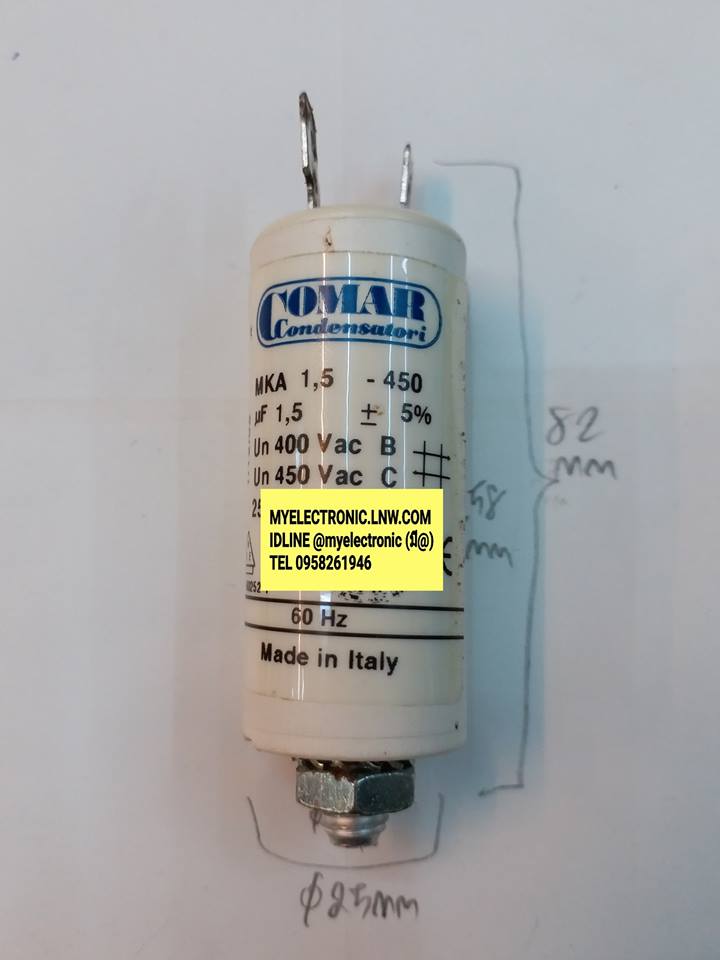 COMAR
Condensatori
MKA 1,5 - 450
µF 1,5 ± 5%
Un 400 Vac B
Un 450 Vac C
25
MYELECTRONIC.LNW.COM
IDLINE @myelectronic (มี@)
TEL 0958261946
60 Hz
Made in Italy
82
mm
58
mm
φ25mm